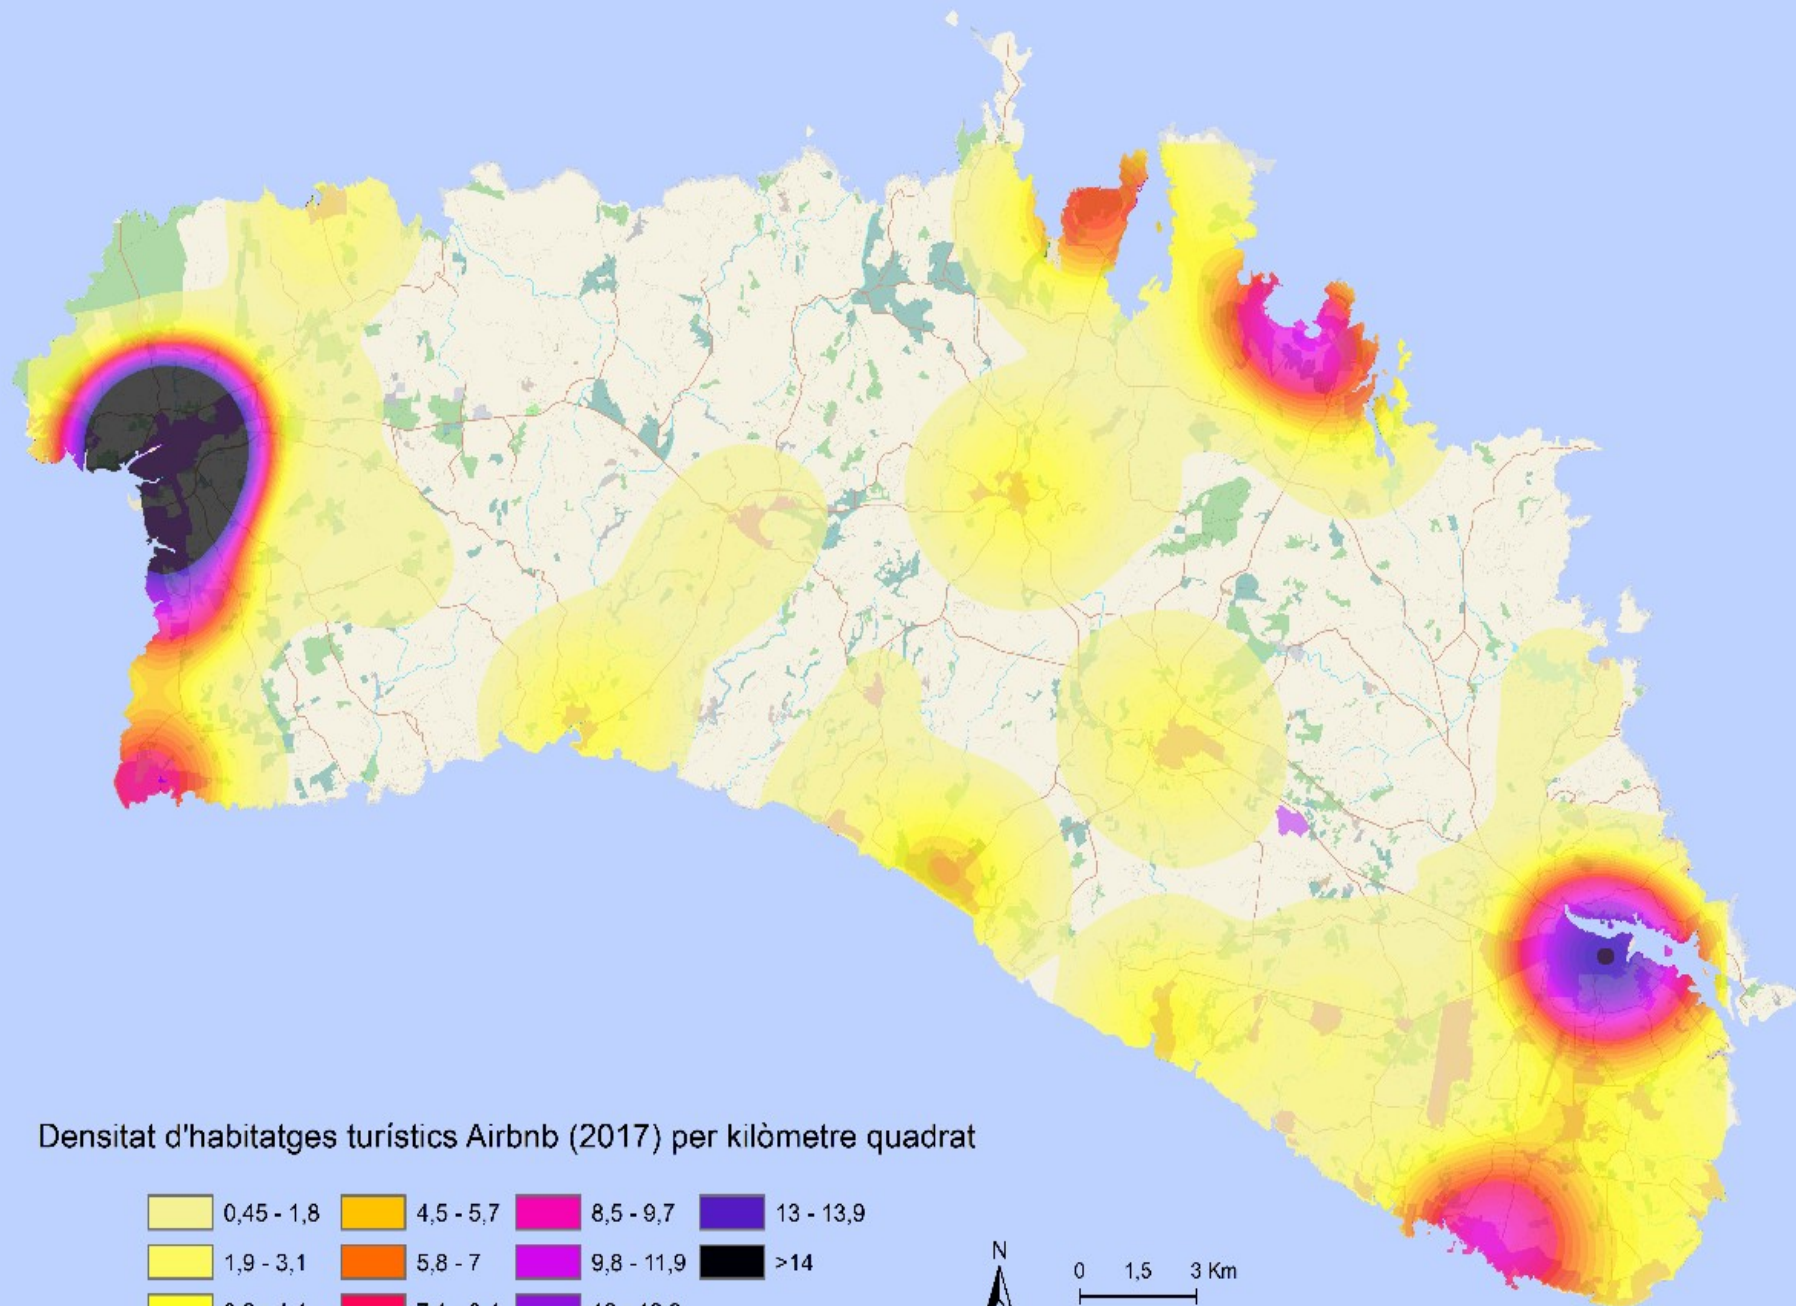 Densitat d'habitatges turístics Airbnb (2017) per kilòmetre quadrat
0,45 - 1,8 4,5 - 5,7 8,5 - 9,7 13 - 13,9
1,9 - 3,1 5,8 - 7 9,8 - 11,9 >14
N
0 1,5 3 Km